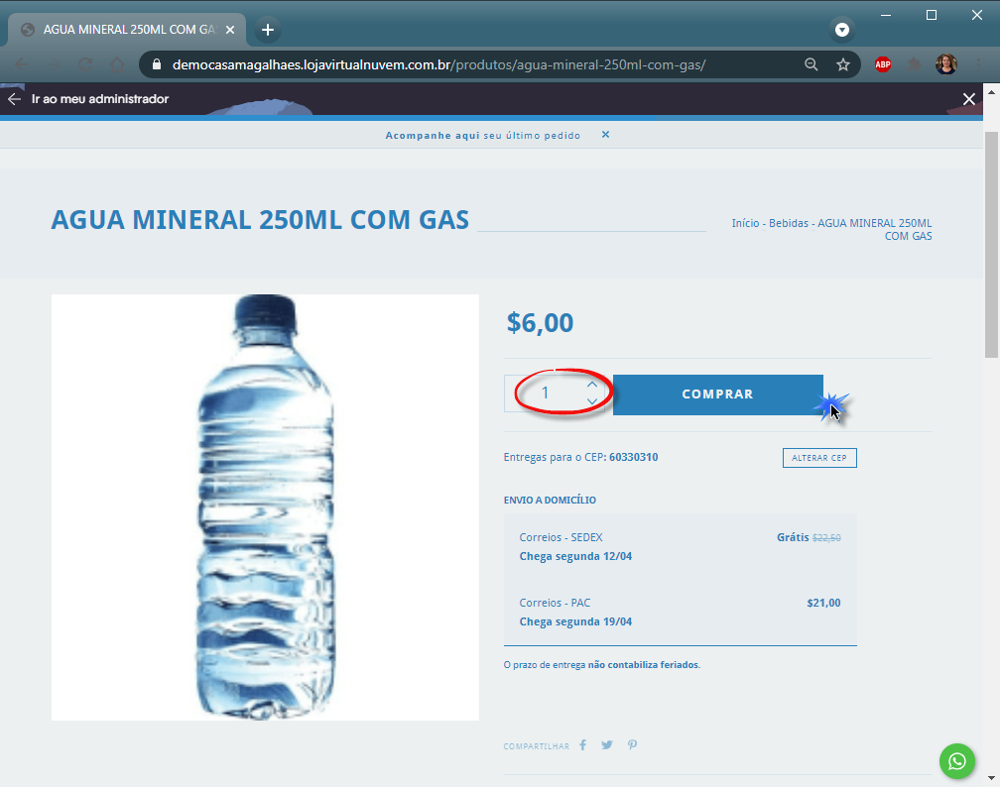 AGUA MINERAL 250ML COM GA
democasamagalhaes.lojavirtualnuvem.com.br/produtos/agua-mineral-250ml-com-gas/
ABP
Ir ao meu administrador
Acompanhe aqui seu último pedido ×
AGUA MINERAL 250ML COM GAS
Início - Bebidas - AGUA MINERAL 250ML
COM GAS
$6,00
1
COMPRAR
Entregas para o CEP: 60330310
ALTERAR CEP
ENVIO A DOMICÍLIO
Correios - SEDEX
Grátis $22,50
Chega segunda 12/04
Correios - PAC
$21,00
Chega segunda 19/04
O prazo de entrega não contabiliza feriados.
COMPARTILHAR